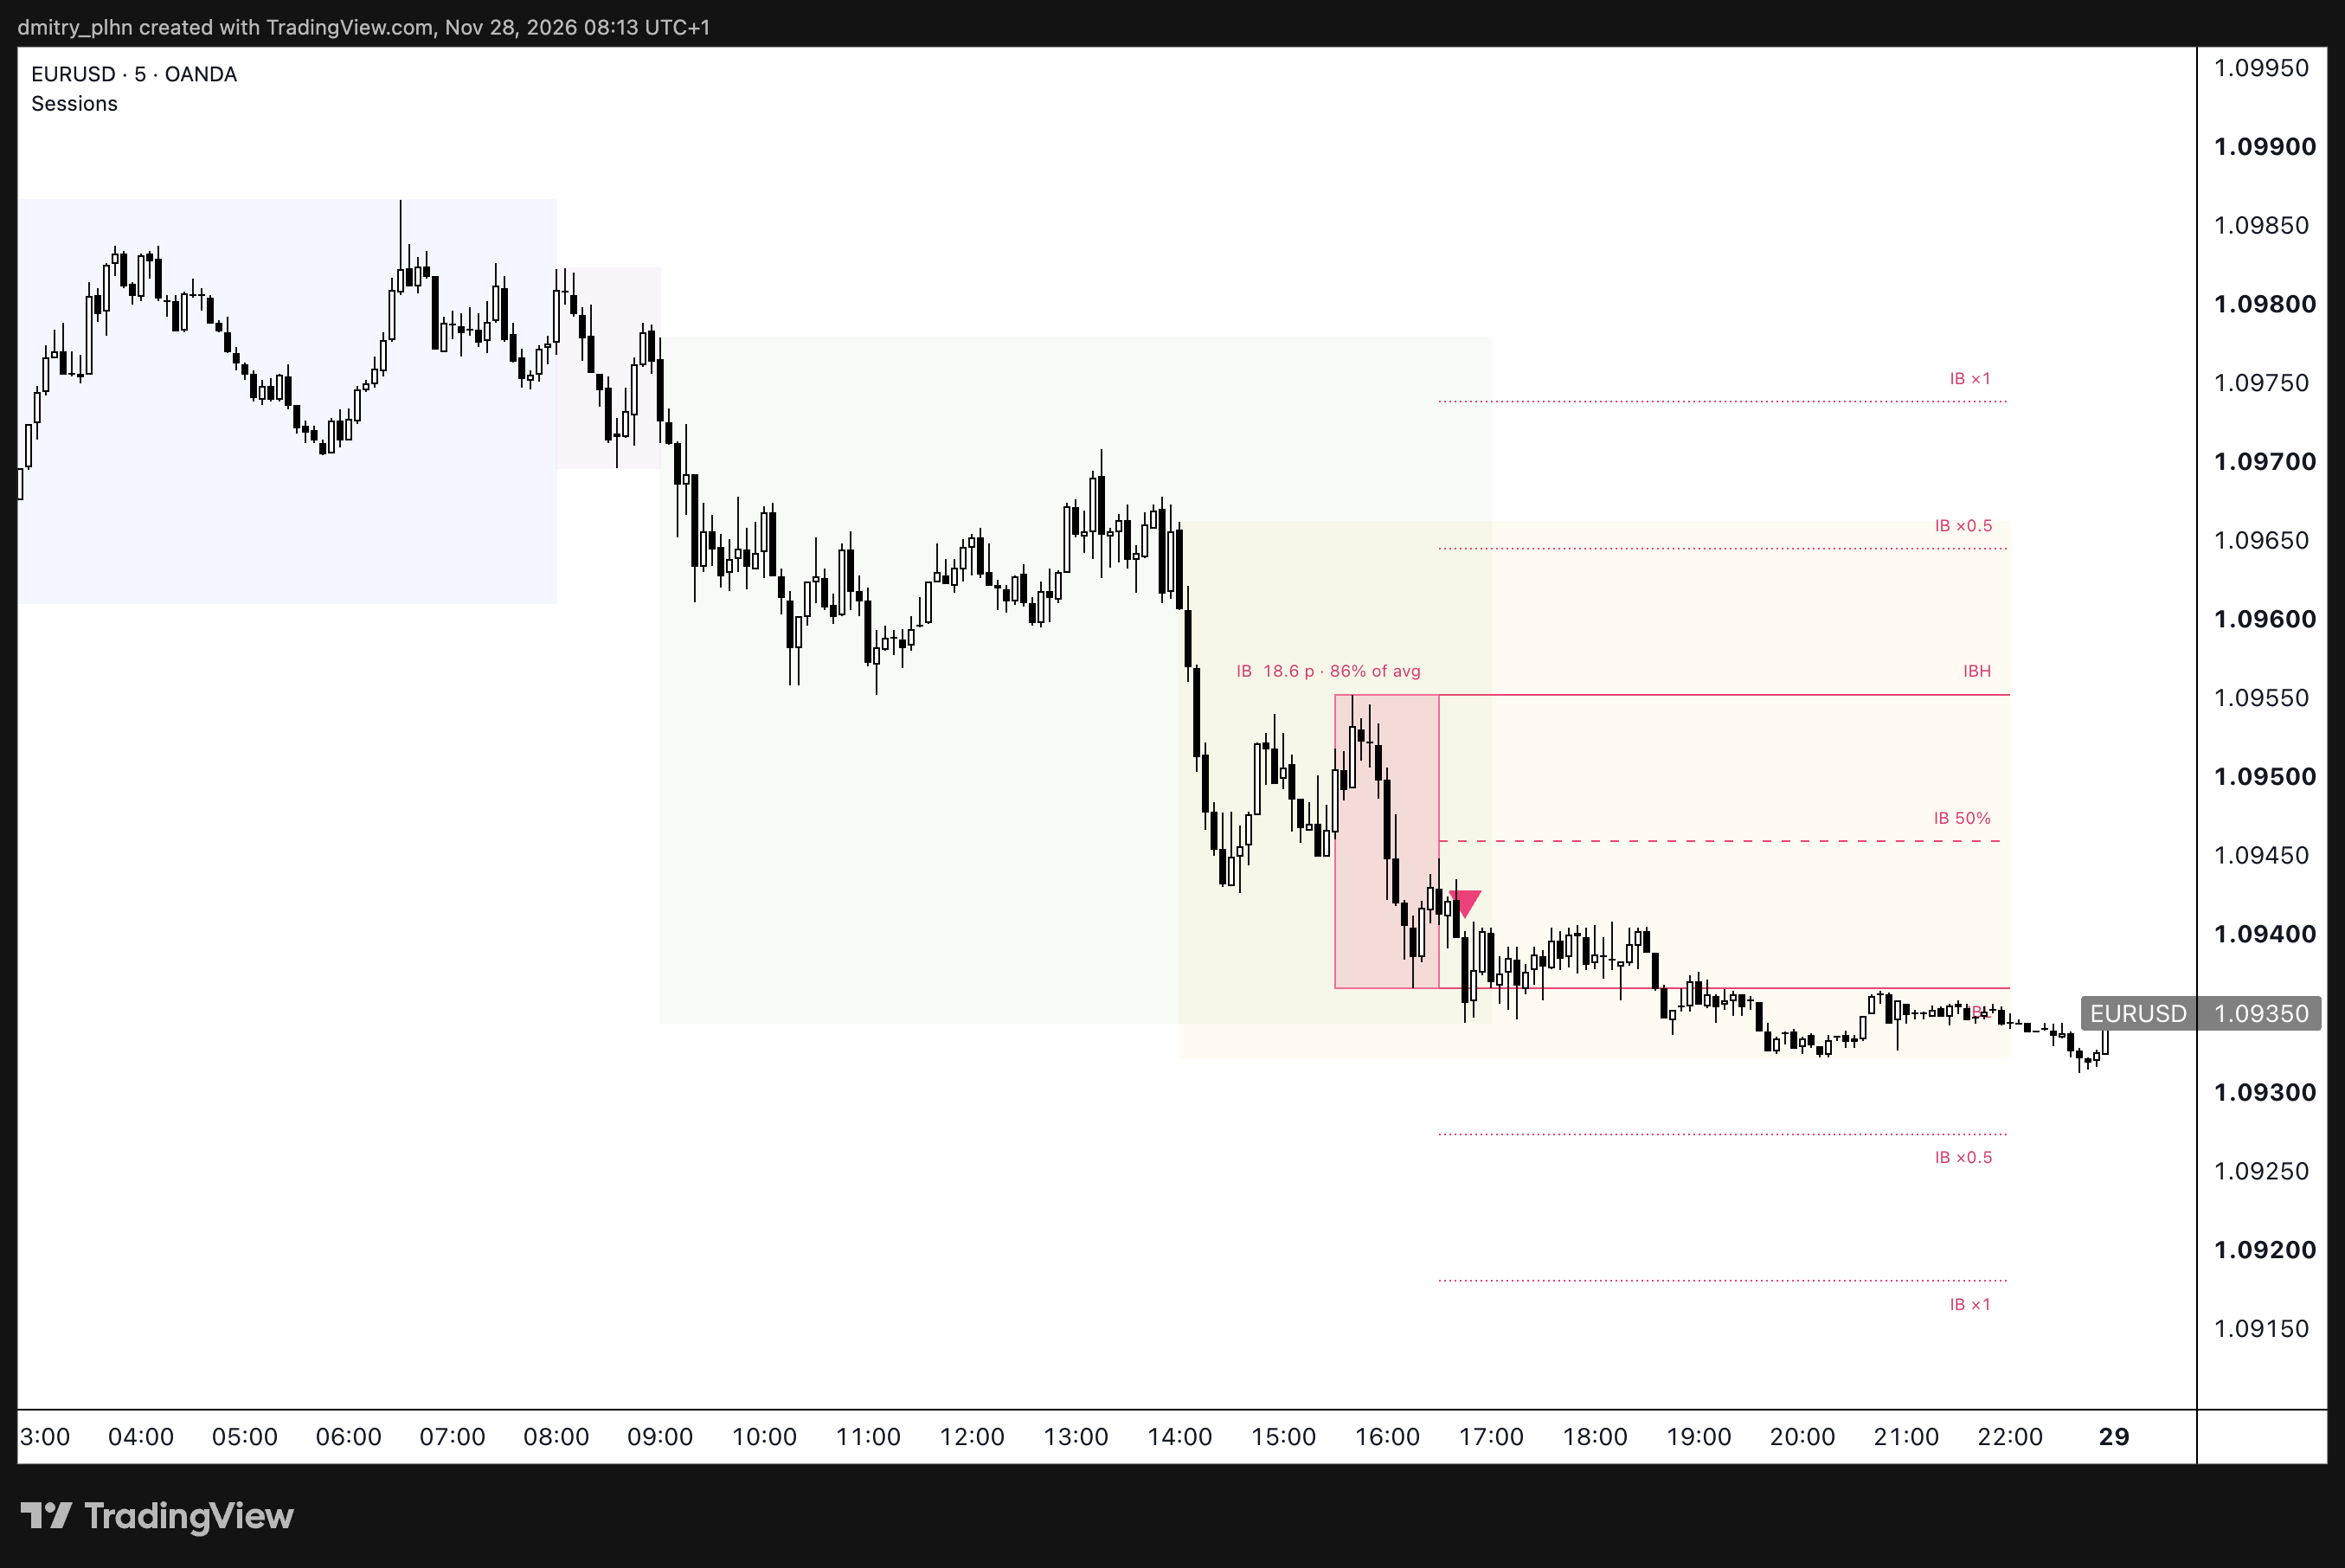 dmitry_plhn created with TradingView.com, Nov 28, 2026 08:13 UTC+1
EURUSD · 5 · OANDA
Sessions
1.09950
1.09900
1.09850
1.09800
IB ×1
1.09750
1.09700
IB ×0.5
1.09650
1.09600
IB 18.6 p · 86% of avg
IBH
1.09550
1.09500
IB 50%
1.09450
1.09400
EURUSD 1.09350
1.09300
IB ×0.5
1.09250
1.09200
IB ×1
1.09150
3:00 04:00 05:00 06:00 07:00 08:00 09:00 10:00 11:00 12:00 13:00 14:00 15:00 16:00 17:00 18:00 19:00 20:00 21:00 22:00 29
TradingView